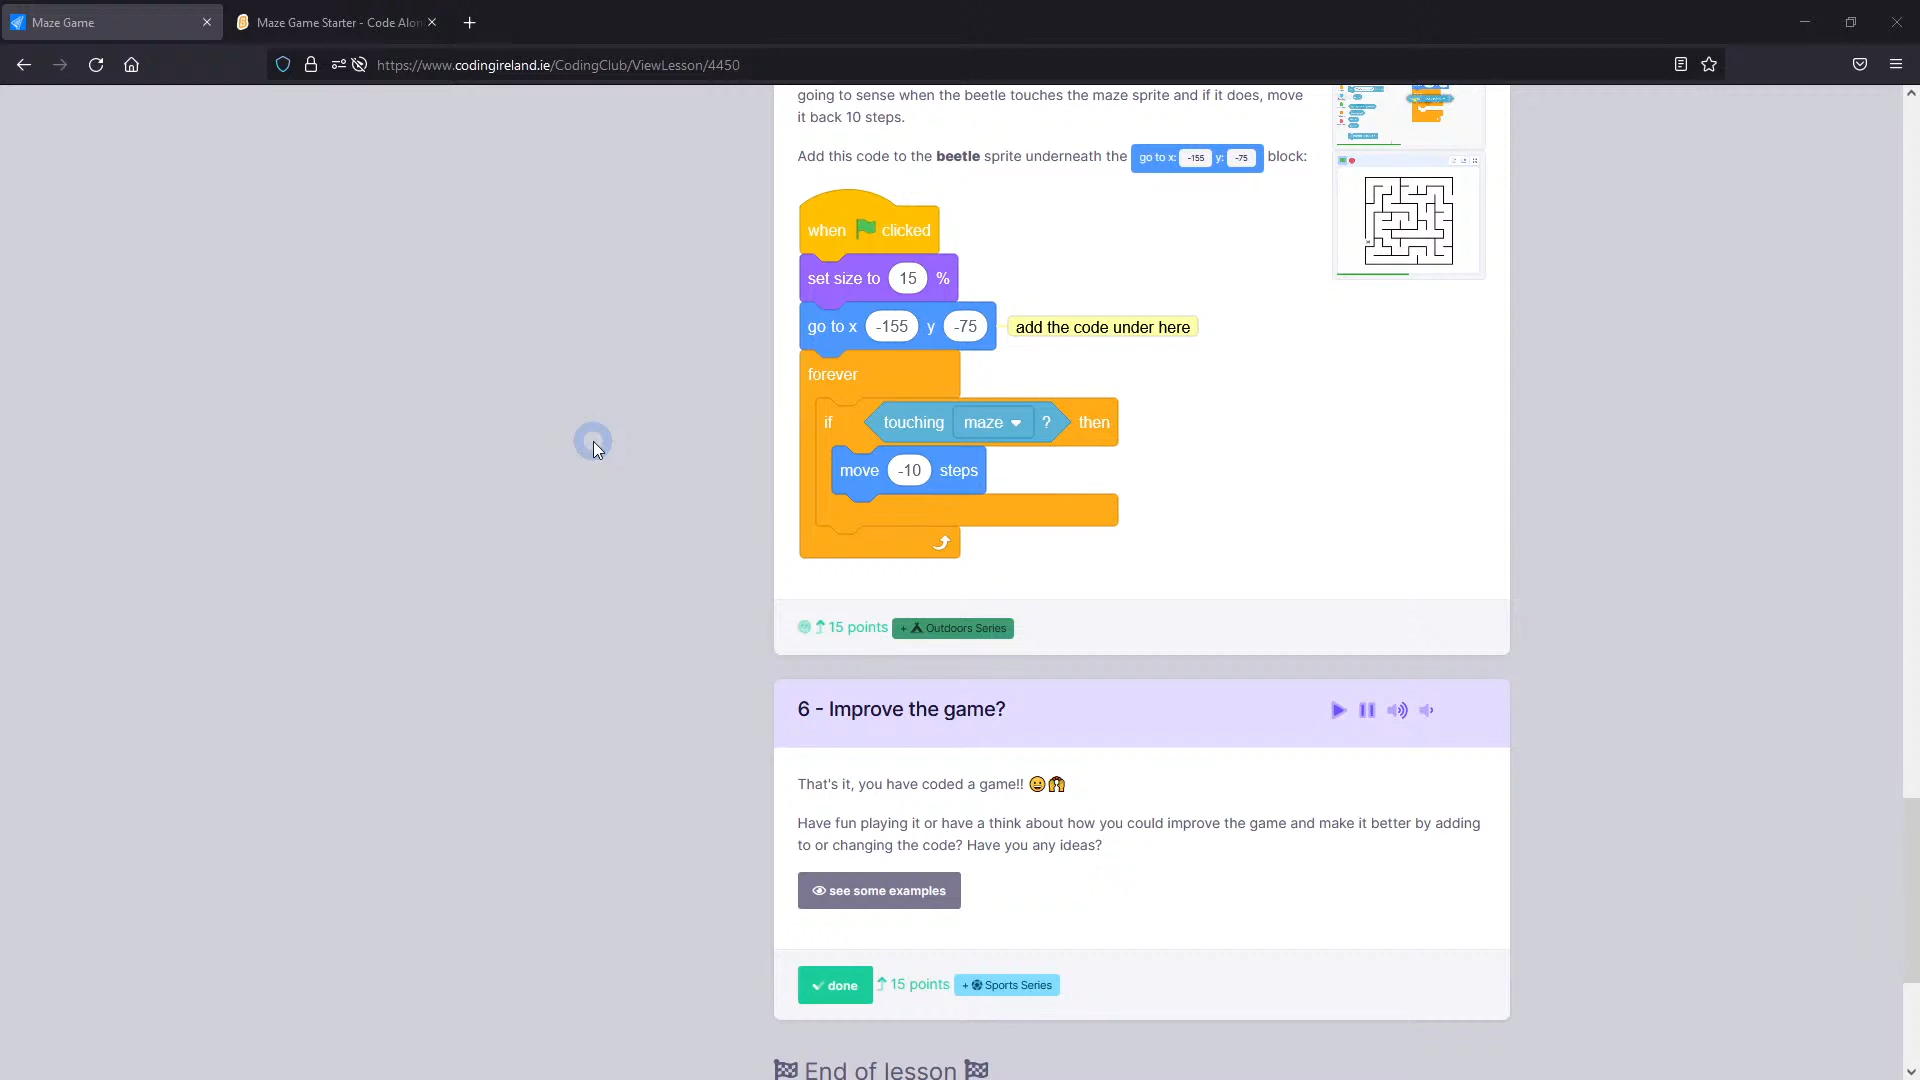 Maze Game
Maze Game Starter - Code Alon
https://www.codingireland.ie/CodingClub/ViewLesson/4450
going to sense when the beetle touches the maze sprite and if it does, move
it back 10 steps.
Add this code to the beetle sprite underneath the go to x: -155 y: -75 block:
when clicked
set size to 15 %
go to x -155 y -75 add the code under here
forever
if touching maze ? then
move -10 steps
15 points + Outdoors Series
6 - Improve the game?
That's it, you have coded a game!!
Have fun playing it or have a think about how you could improve the game and make it better by adding
to or changing the code? Have you any ideas?
see some examples
done 15 points + Sports Series
End of lesson